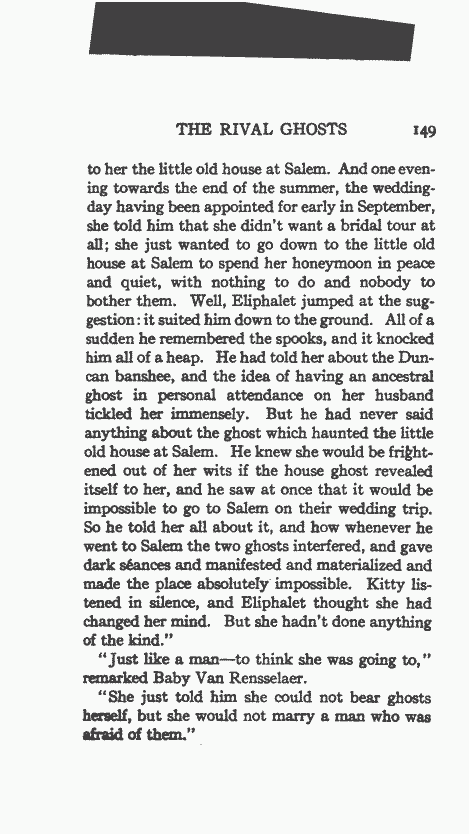 THE RIVAL GHOSTS 149
to her the little old house at Salem. And one even-
ing towards the end of the summer, the wedding-
day having been appointed for early in September,
she told him that she didn't want a bridal tour at
all; she just wanted to go down to the little old
house at Salem to spend her honeymoon in peace
and quiet, with nothing to do and nobody to
bother them. Well, Eliphalet jumped at the sug-
gestion: it suited him down to the ground. All of a
sudden he remembered the spooks, and it knocked
him all of a heap. He had told her about the Dun-
can banshee, and the idea of having an ancestral
ghost in personal attendance on her husband
tickled her immensely. But he had never said
anything about the ghost which haunted the little
old house at Salem. He knew she would be fright-
ened out of her wits if the house ghost revealed
itself to her, and he saw at once that it would be
impossible to go to Salem on their wedding trip.
So he told her all about it, and how whenever he
went to Salem the two ghosts interfered, and gave
dark séances and manifested and materialized and
made the place absolutely impossible. Kitty lis-
tened in silence, and Eliphalet thought she had
changed her mind. But she hadn't done anything
of the kind."
"Just like a man—to think she was going to,"
remarked Baby Van Rensselaer.
"She just told him she could not bear ghosts
herself, but she would not marry a man who was
afraid of them."